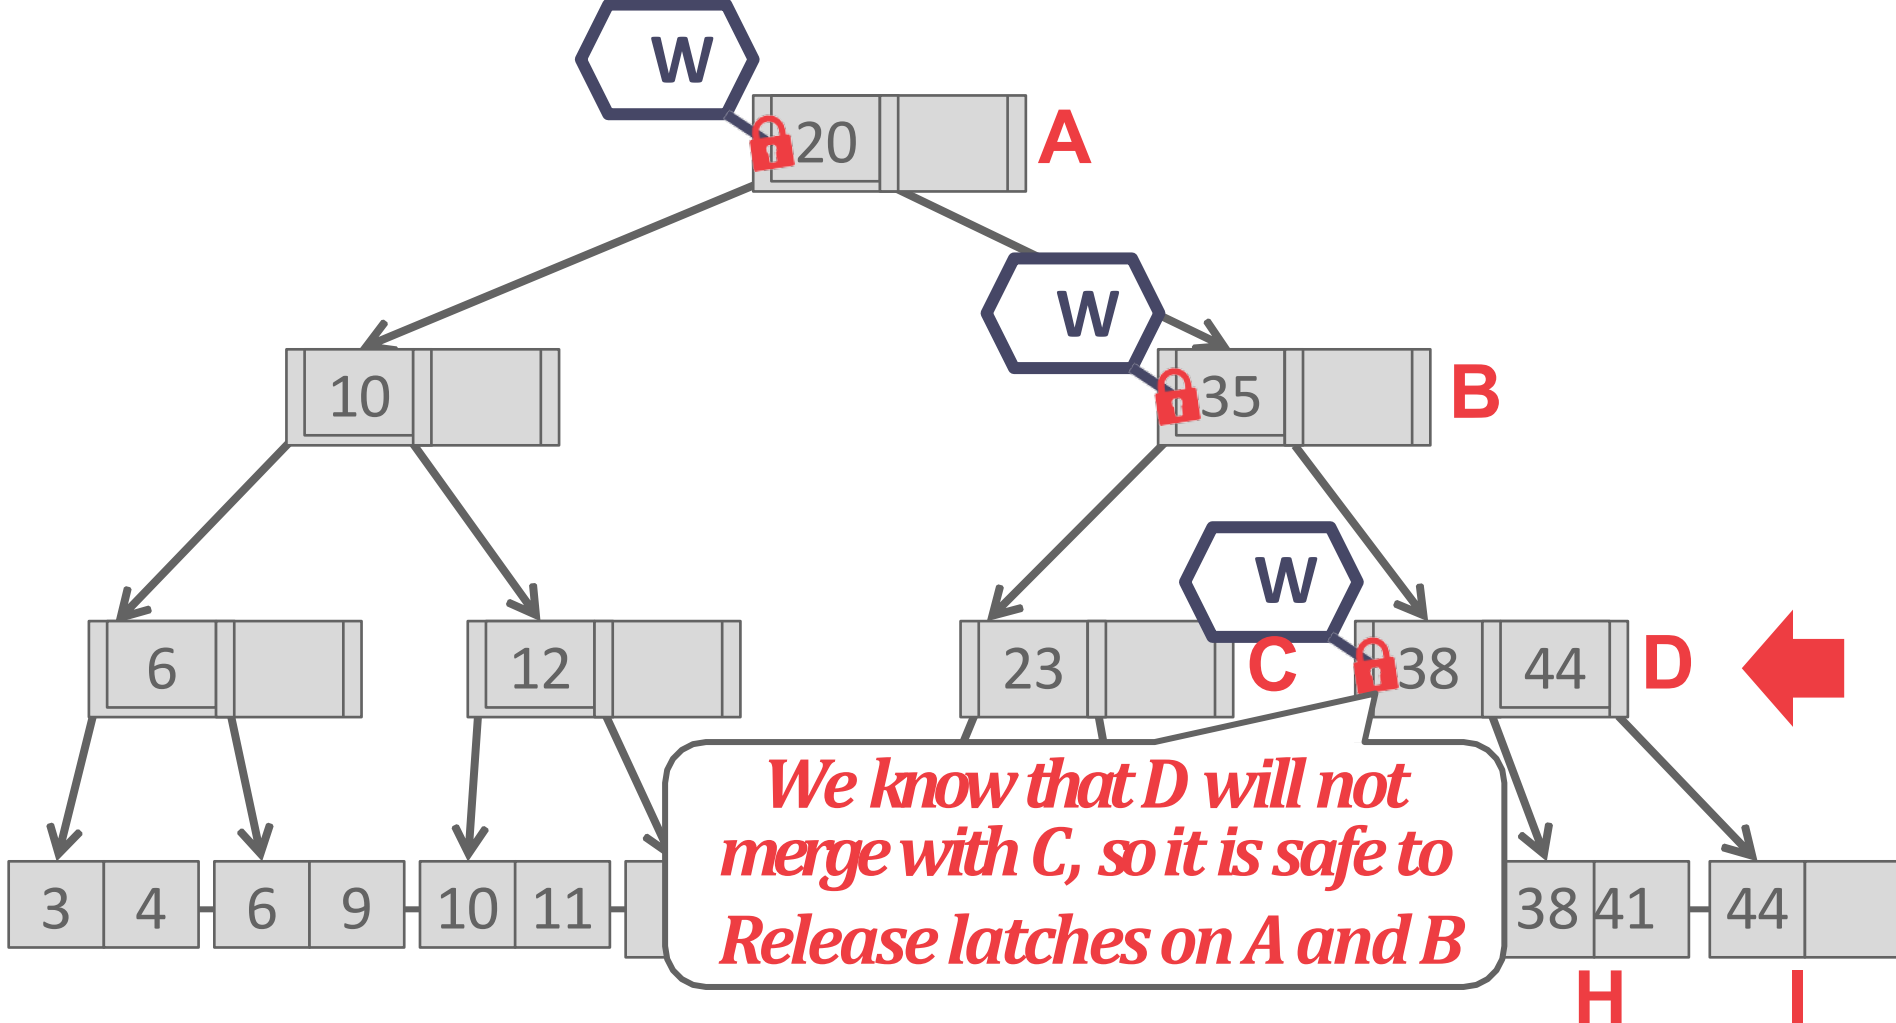 W
20
A
W
10
35
B
W
6
12
23
C
38
44
D
We know that D will not
merge with C, so it is safe to
Release latches on A and B
3
4
6
9
10
11
38
41
44
H
I